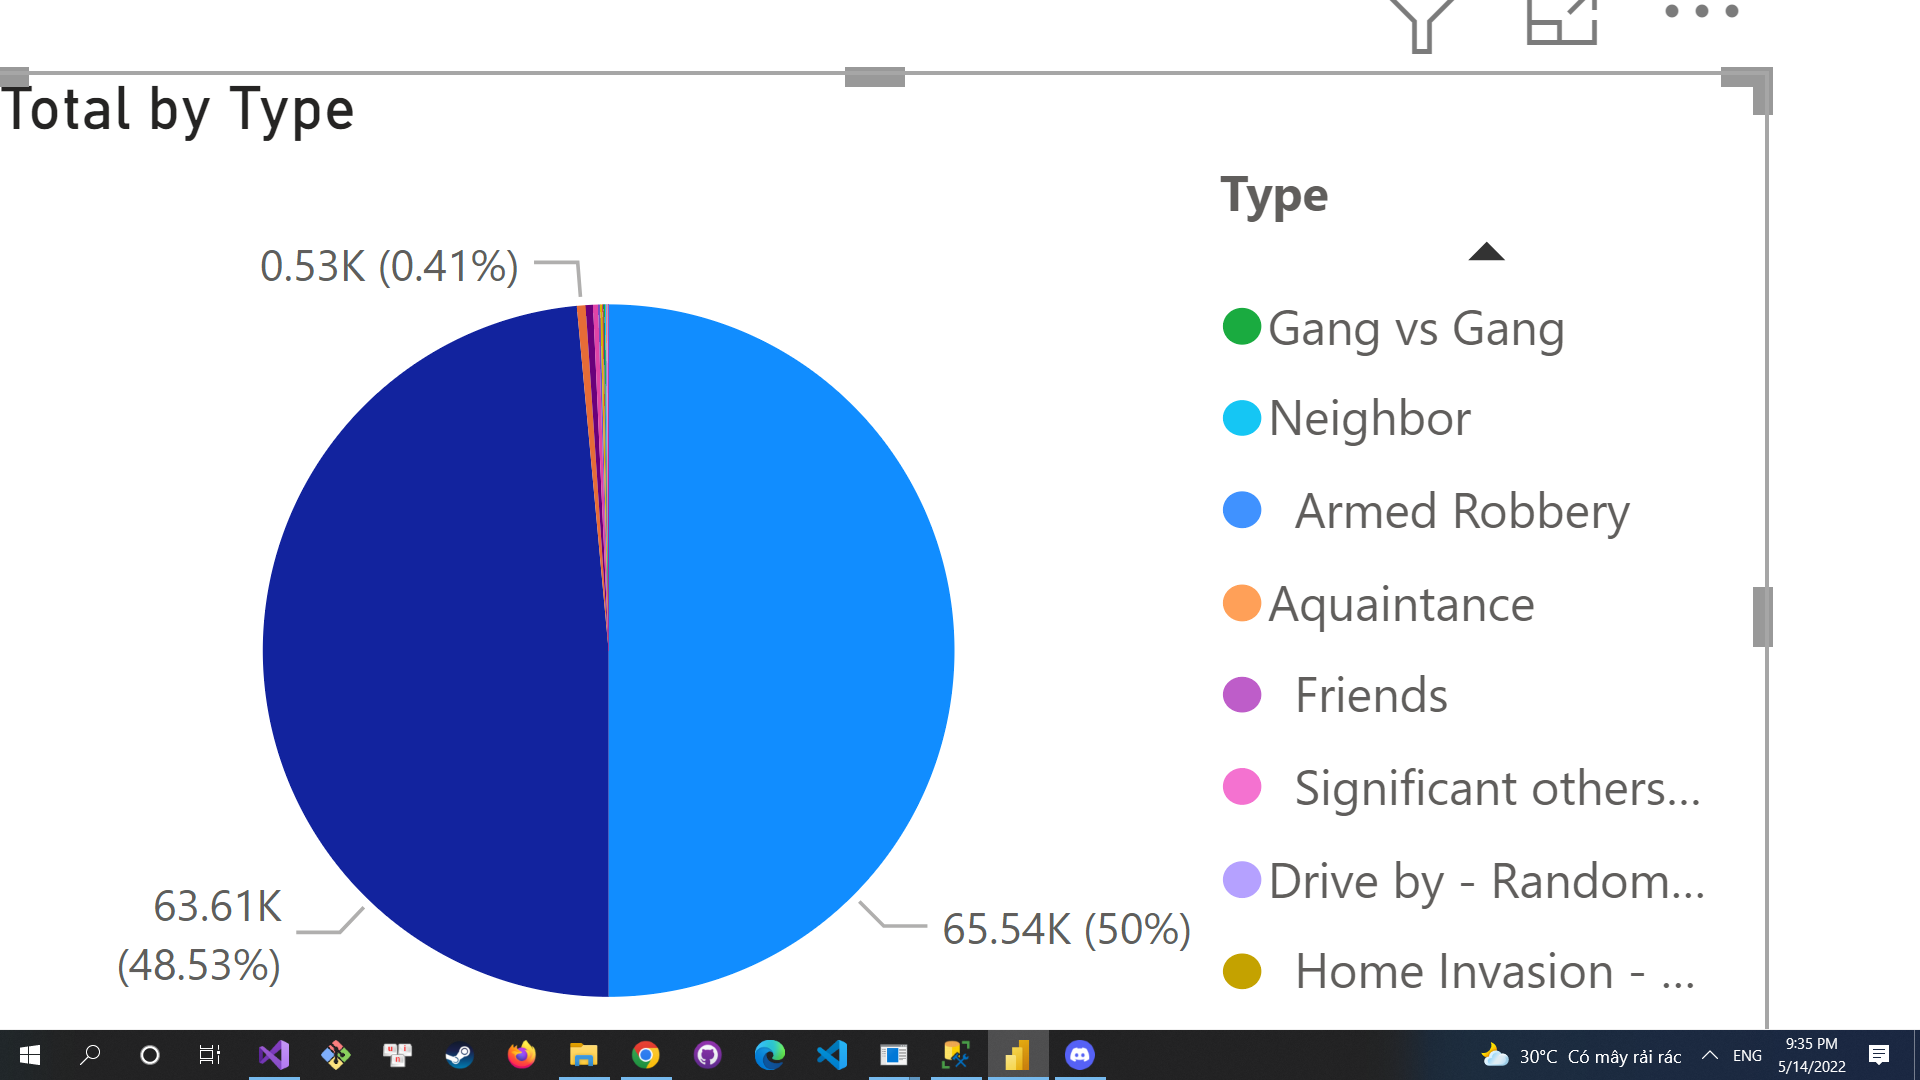 Total by Type
Type
0.53K (0.41%)
Gang vs Gang
Neighbor
Armed Robbery
Aquaintance
Friends
Significant others...
Drive by - Random...
63.61K
(48.53%)
65.54K (50%)
Home Invasion - ...
30°C Có mây rải rác
ENG
9:35 PM
5/14/2022